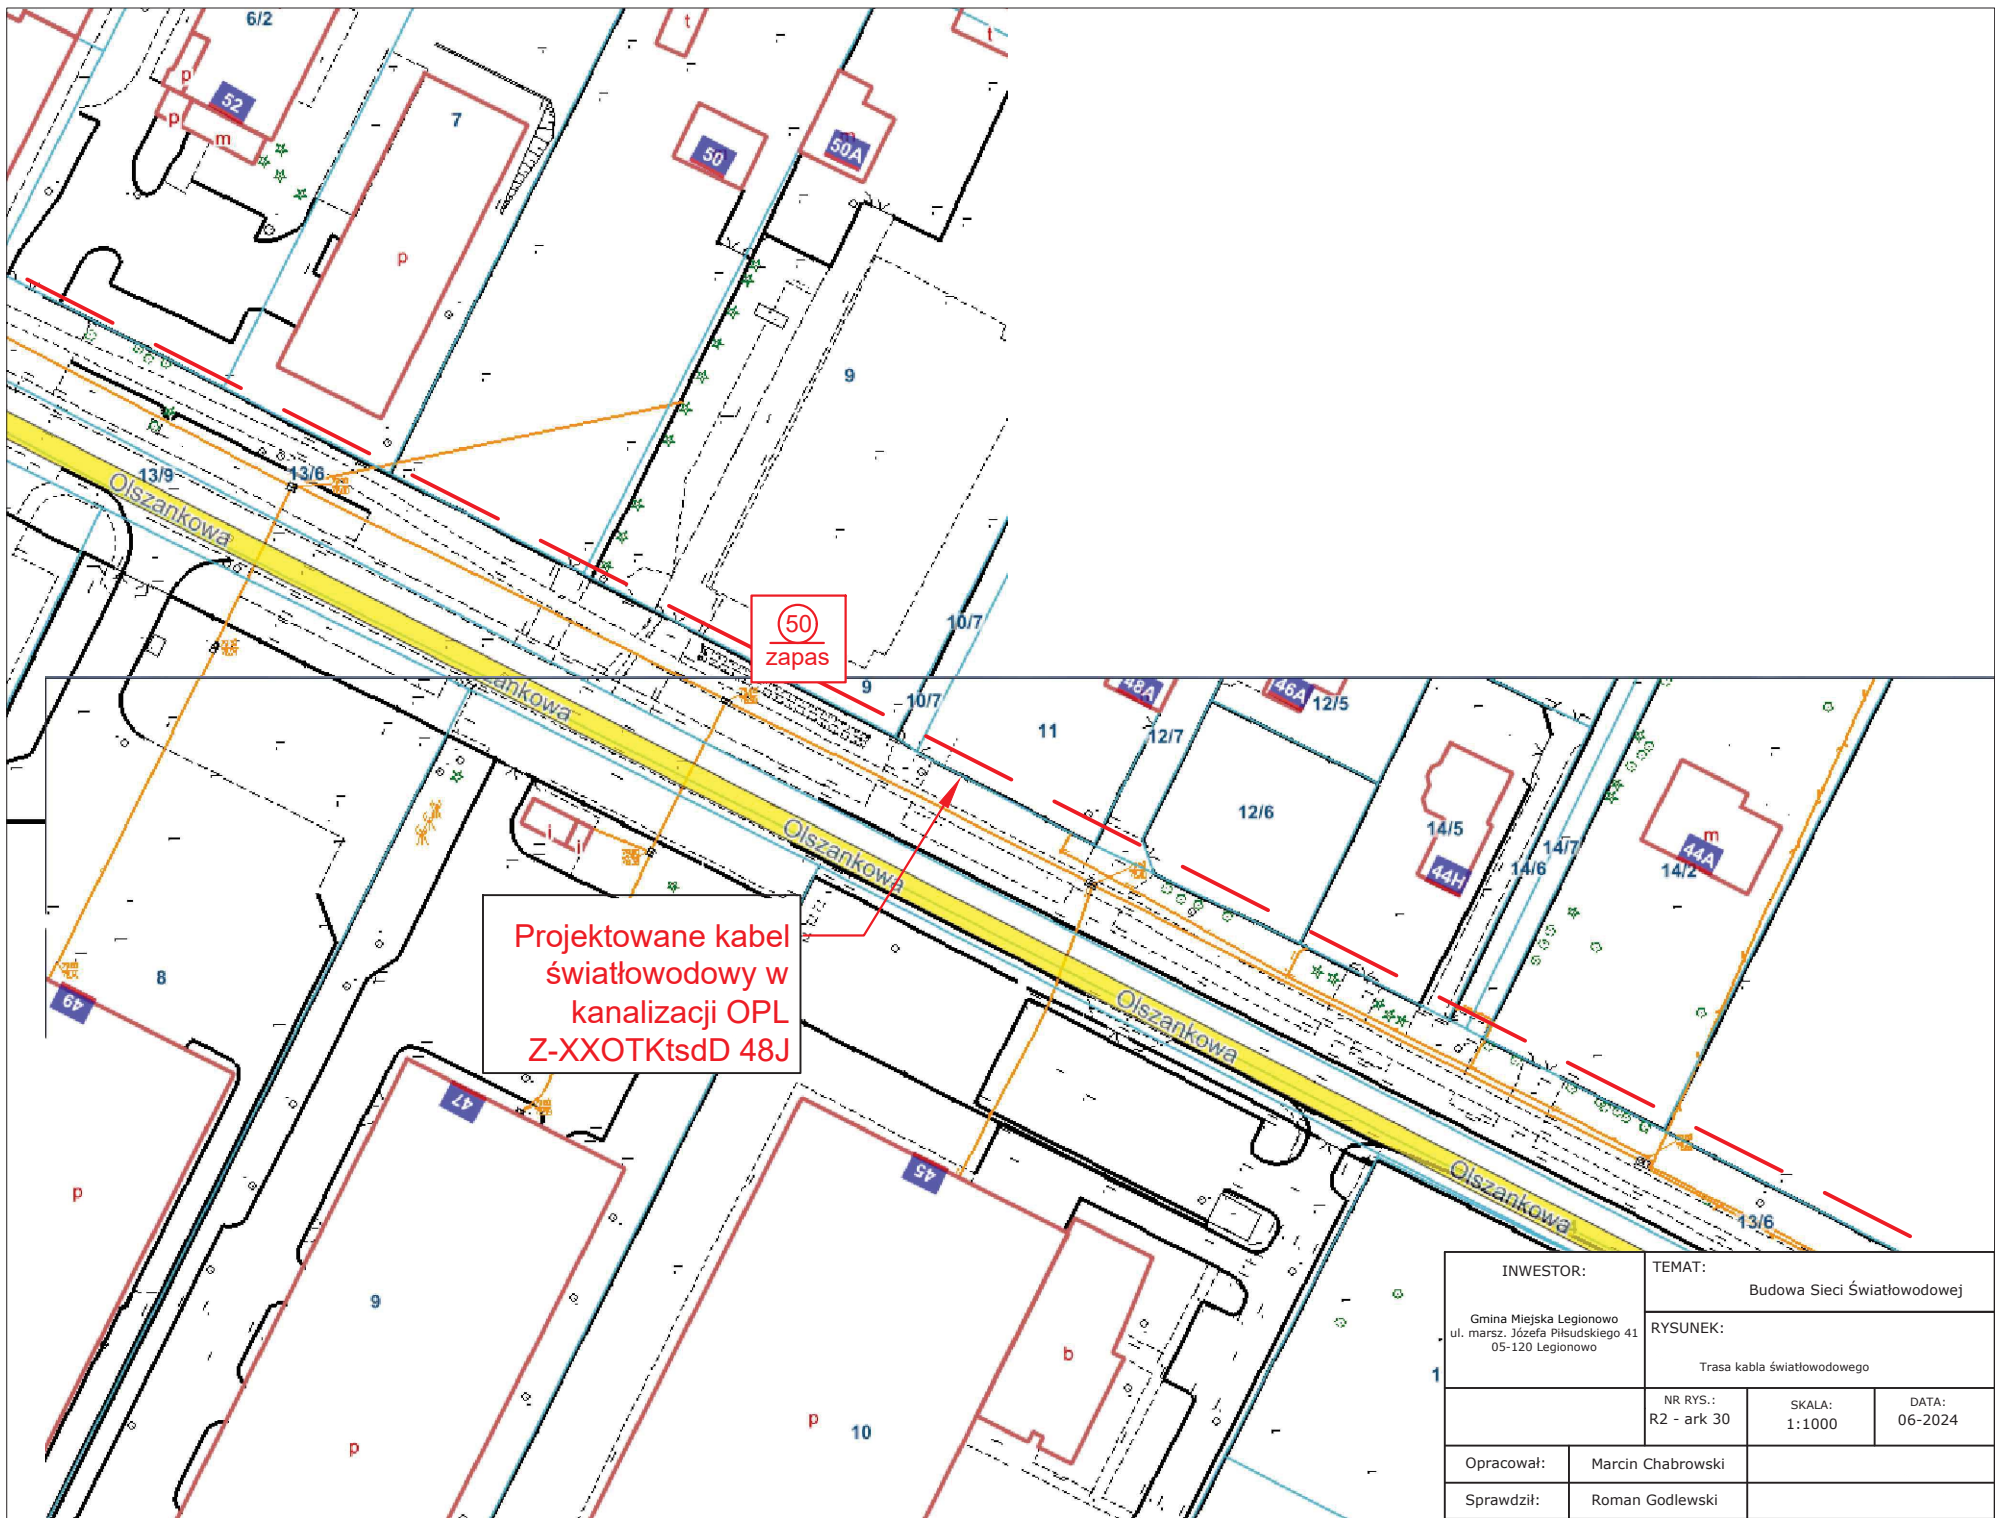 6/2
t
t
p
52
p
m
7
50
m
50A
p
9
13/9
13/6
Olszankowa
50
zapas
10/7
9
10/7
zankowa
48A
46A
12/5
11
12/7
12/6
14/5
14/7
14/6
44H
m
44A
14/2
i
i
Olszankowa
Projektowane kabel
światłowodowy w
kanalizacji OPL
Z-XXOTKtsdD 48J
8
49
Olszankowa
47
45
p
Olszankowa
13/6
9
b
p
p
10
1
INWESTOR:
Gmina Miejska Legionowo
ul. marsz. Józefa Piłsudskiego 41
05-120 Legionowo
TEMAT:
Budowa Sieci Światłowodowej
RYSUNEK:
Trasa kabla światłowodowego
NR RYS.:
R2 - ark 30
SKALA:
1:1000
DATA:
06-2024
Opracował:
Marcin Chabrowski
Sprawdził:
Roman Godlewski